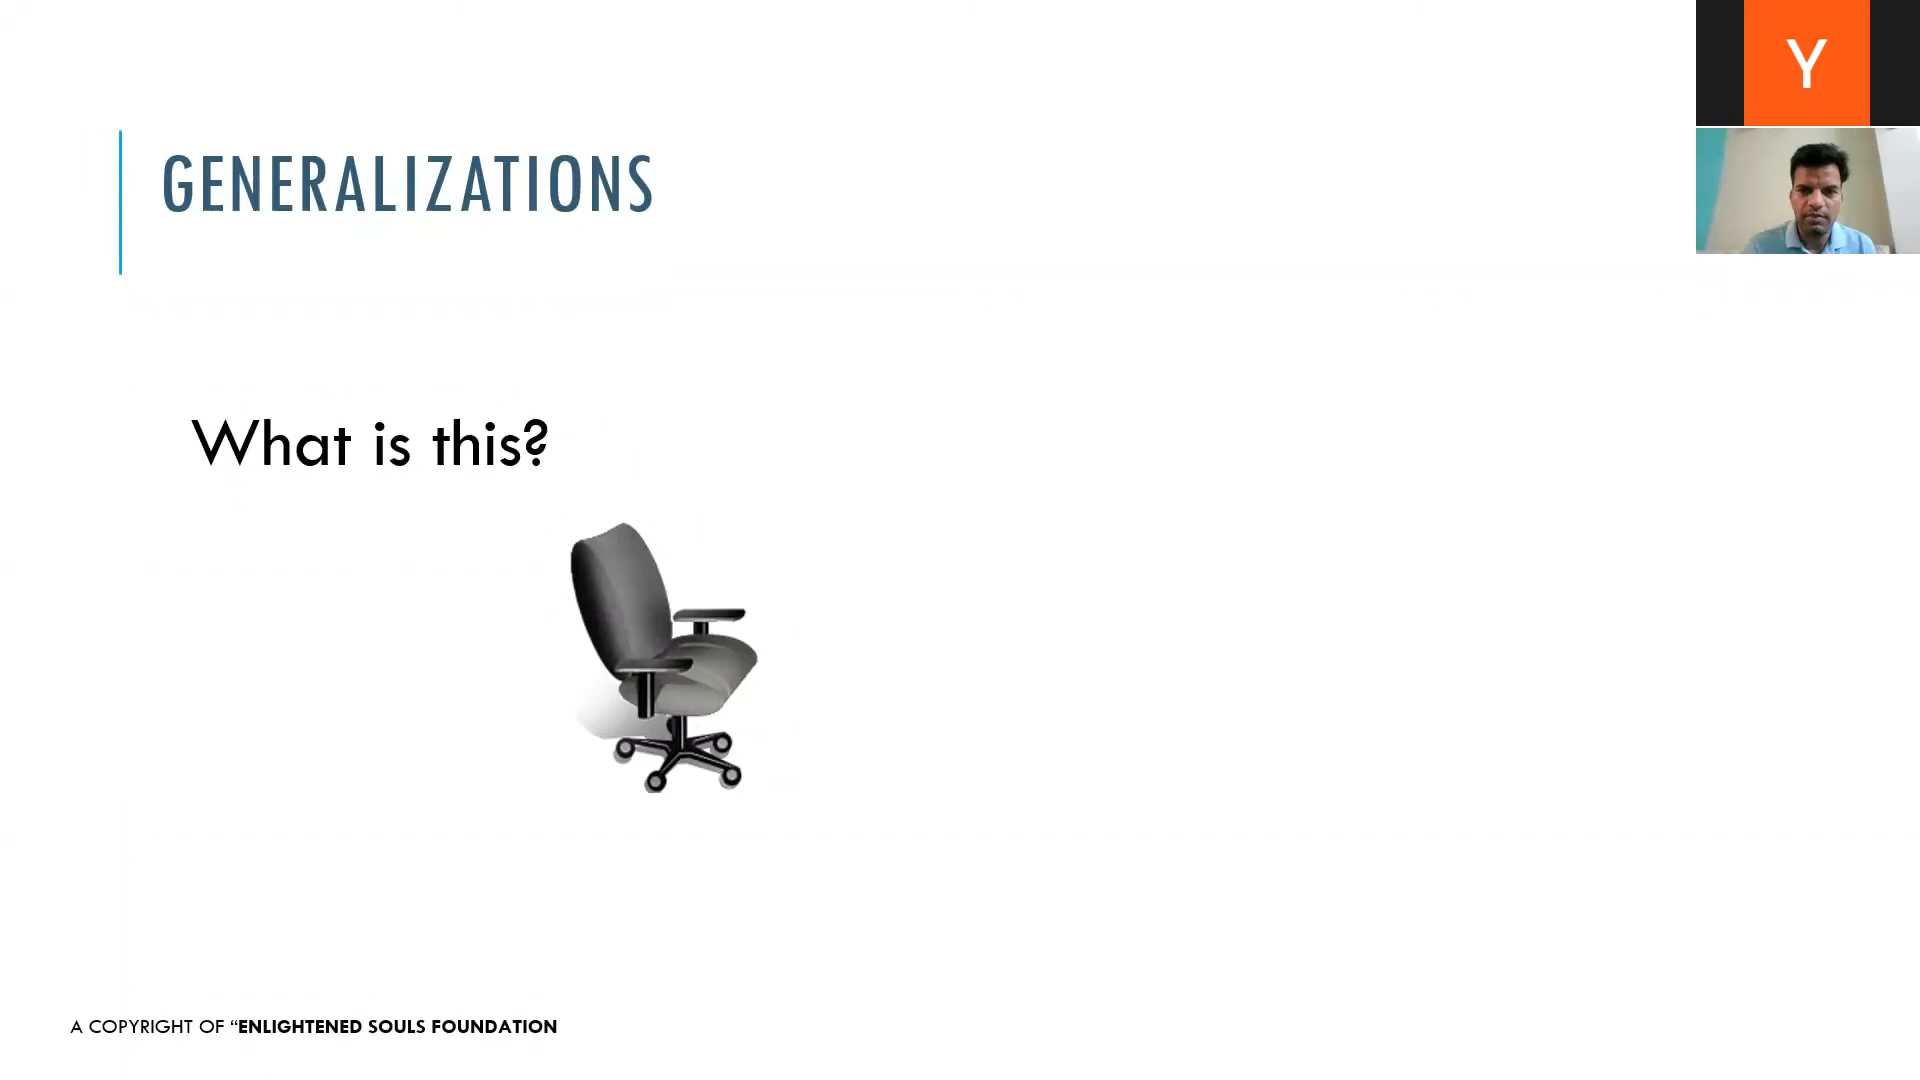 Y
GENERALIZATIONS
What is this?
A COPYRIGHT OF “ENLIGHTENED SOULS FOUNDATION